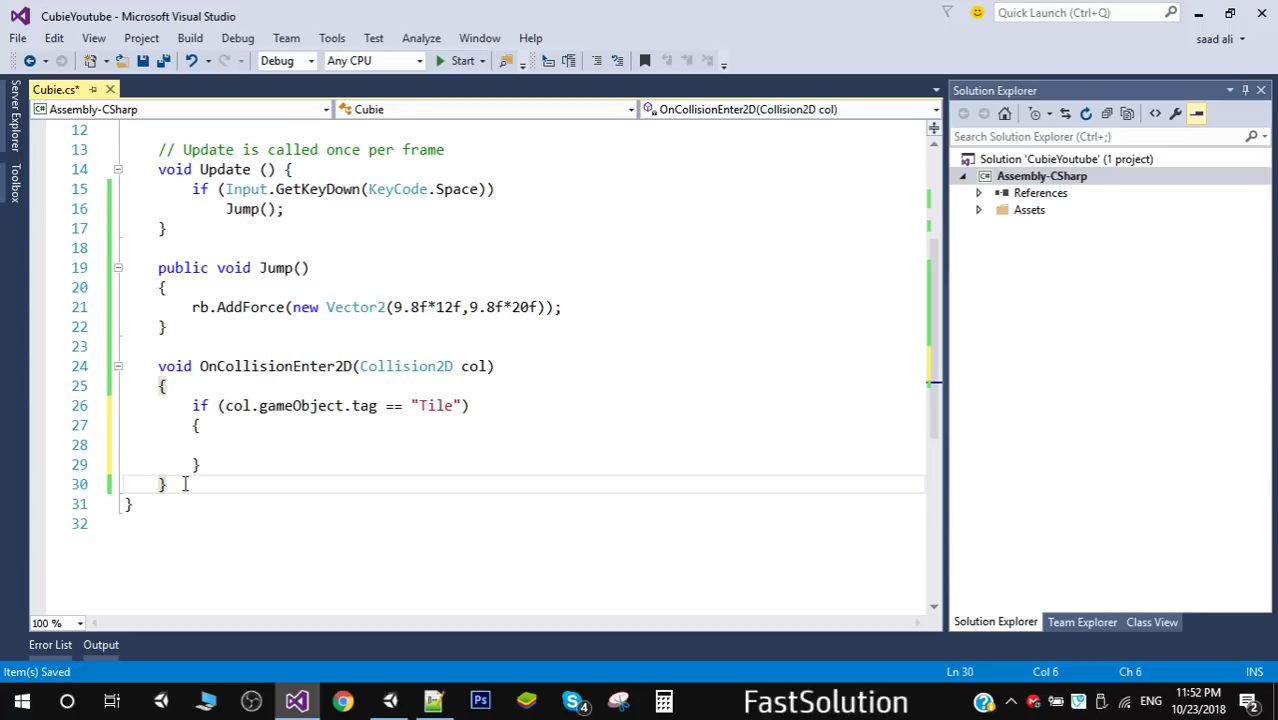 CubieYoutube - Microsoft Visual Studio
Quick Launch (Ctrl+Q)
File Edit View Project Build Debug Team Tools Test Analyze Window Help
saad ali
Debug Any CPU Start
Server Explorer
Toolbox
Cubie.cs*
Assembly-CSharp Cubie OnCollisionEnter2D(Collision2D col)
12
13 // Update is called once per frame
14 void Update () {
15 if (Input.GetKeyDown(KeyCode.Space))
16 Jump();
17 }
18
19 public void Jump()
20 {
21 rb.AddForce(new Vector2(9.8f*12f,9.8f*20f));
22 }
23
24 void OnCollisionEnter2D(Collision2D col)
25 {
26 if (col.gameObject.tag == "Tile")
27 {
28
29 }
30 }
31 }
32
100 %
Solution Explorer
Search Solution Explorer (Ctrl+;)
Solution 'CubieYoutube' (1 project)
Assembly-CSharp
References
Assets
Solution Explorer Team Explorer Class View
Error List Output
Item(s) Saved Ln 30 Col 6 Ch 6 INS
Ps
4
FastSolution
ENG
11:52 PM
10/23/2018
2